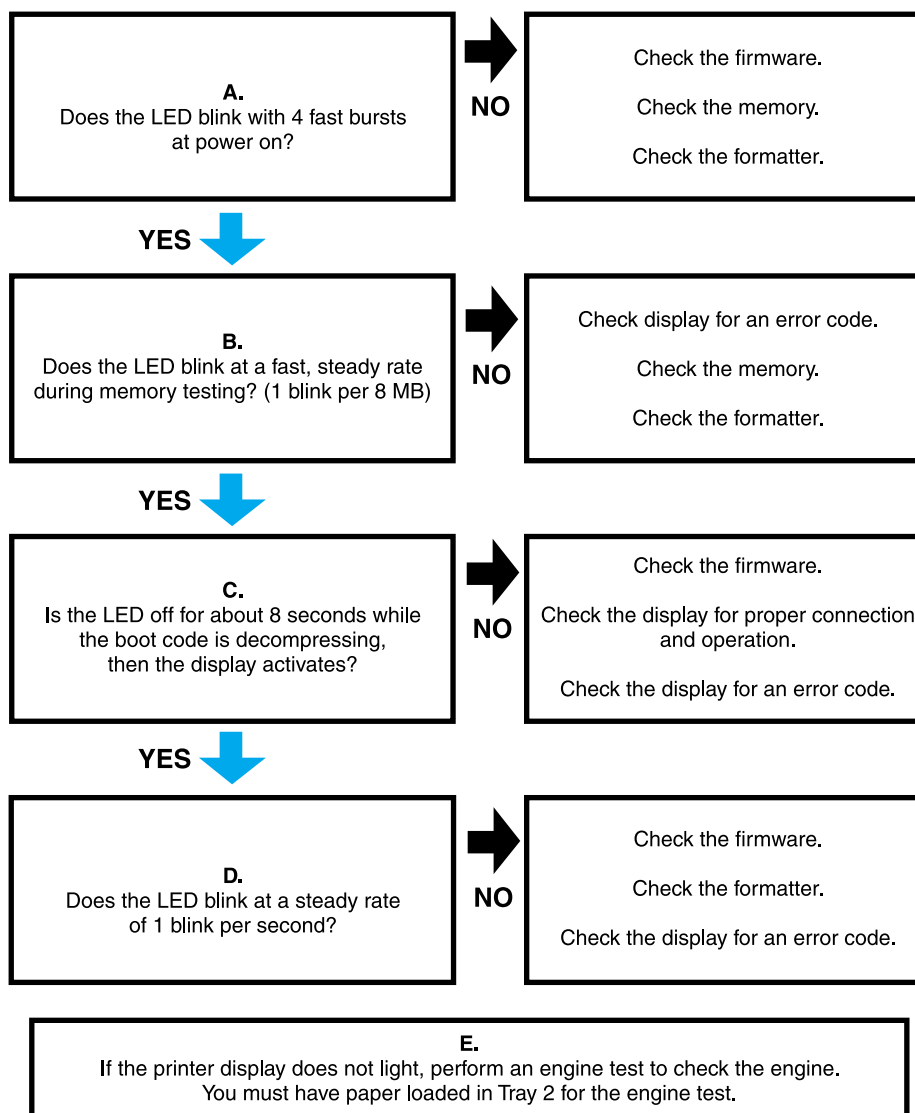 A.
Does the LED blink with 4 fast bursts
at power on?
NO
Check the firmware.
Check the memory.
Check the formatter.
YES
B.
Does the LED blink at a fast, steady rate
during memory testing? (1 blink per 8 MB)
NO
Check display for an error code.
Check the memory.
Check the formatter.
YES
C.
Is the LED off for about 8 seconds while
the boot code is decompressing,
then the display activates?
NO
Check the firmware.
Check the display for proper connection
and operation.
Check the display for an error code.
YES
D.
Does the LED blink at a steady rate
of 1 blink per second?
NO
Check the firmware.
Check the formatter.
Check the display for an error code.
E.
If the printer display does not light, perform an engine test to check the engine.
You must have paper loaded in Tray 2 for the engine test.